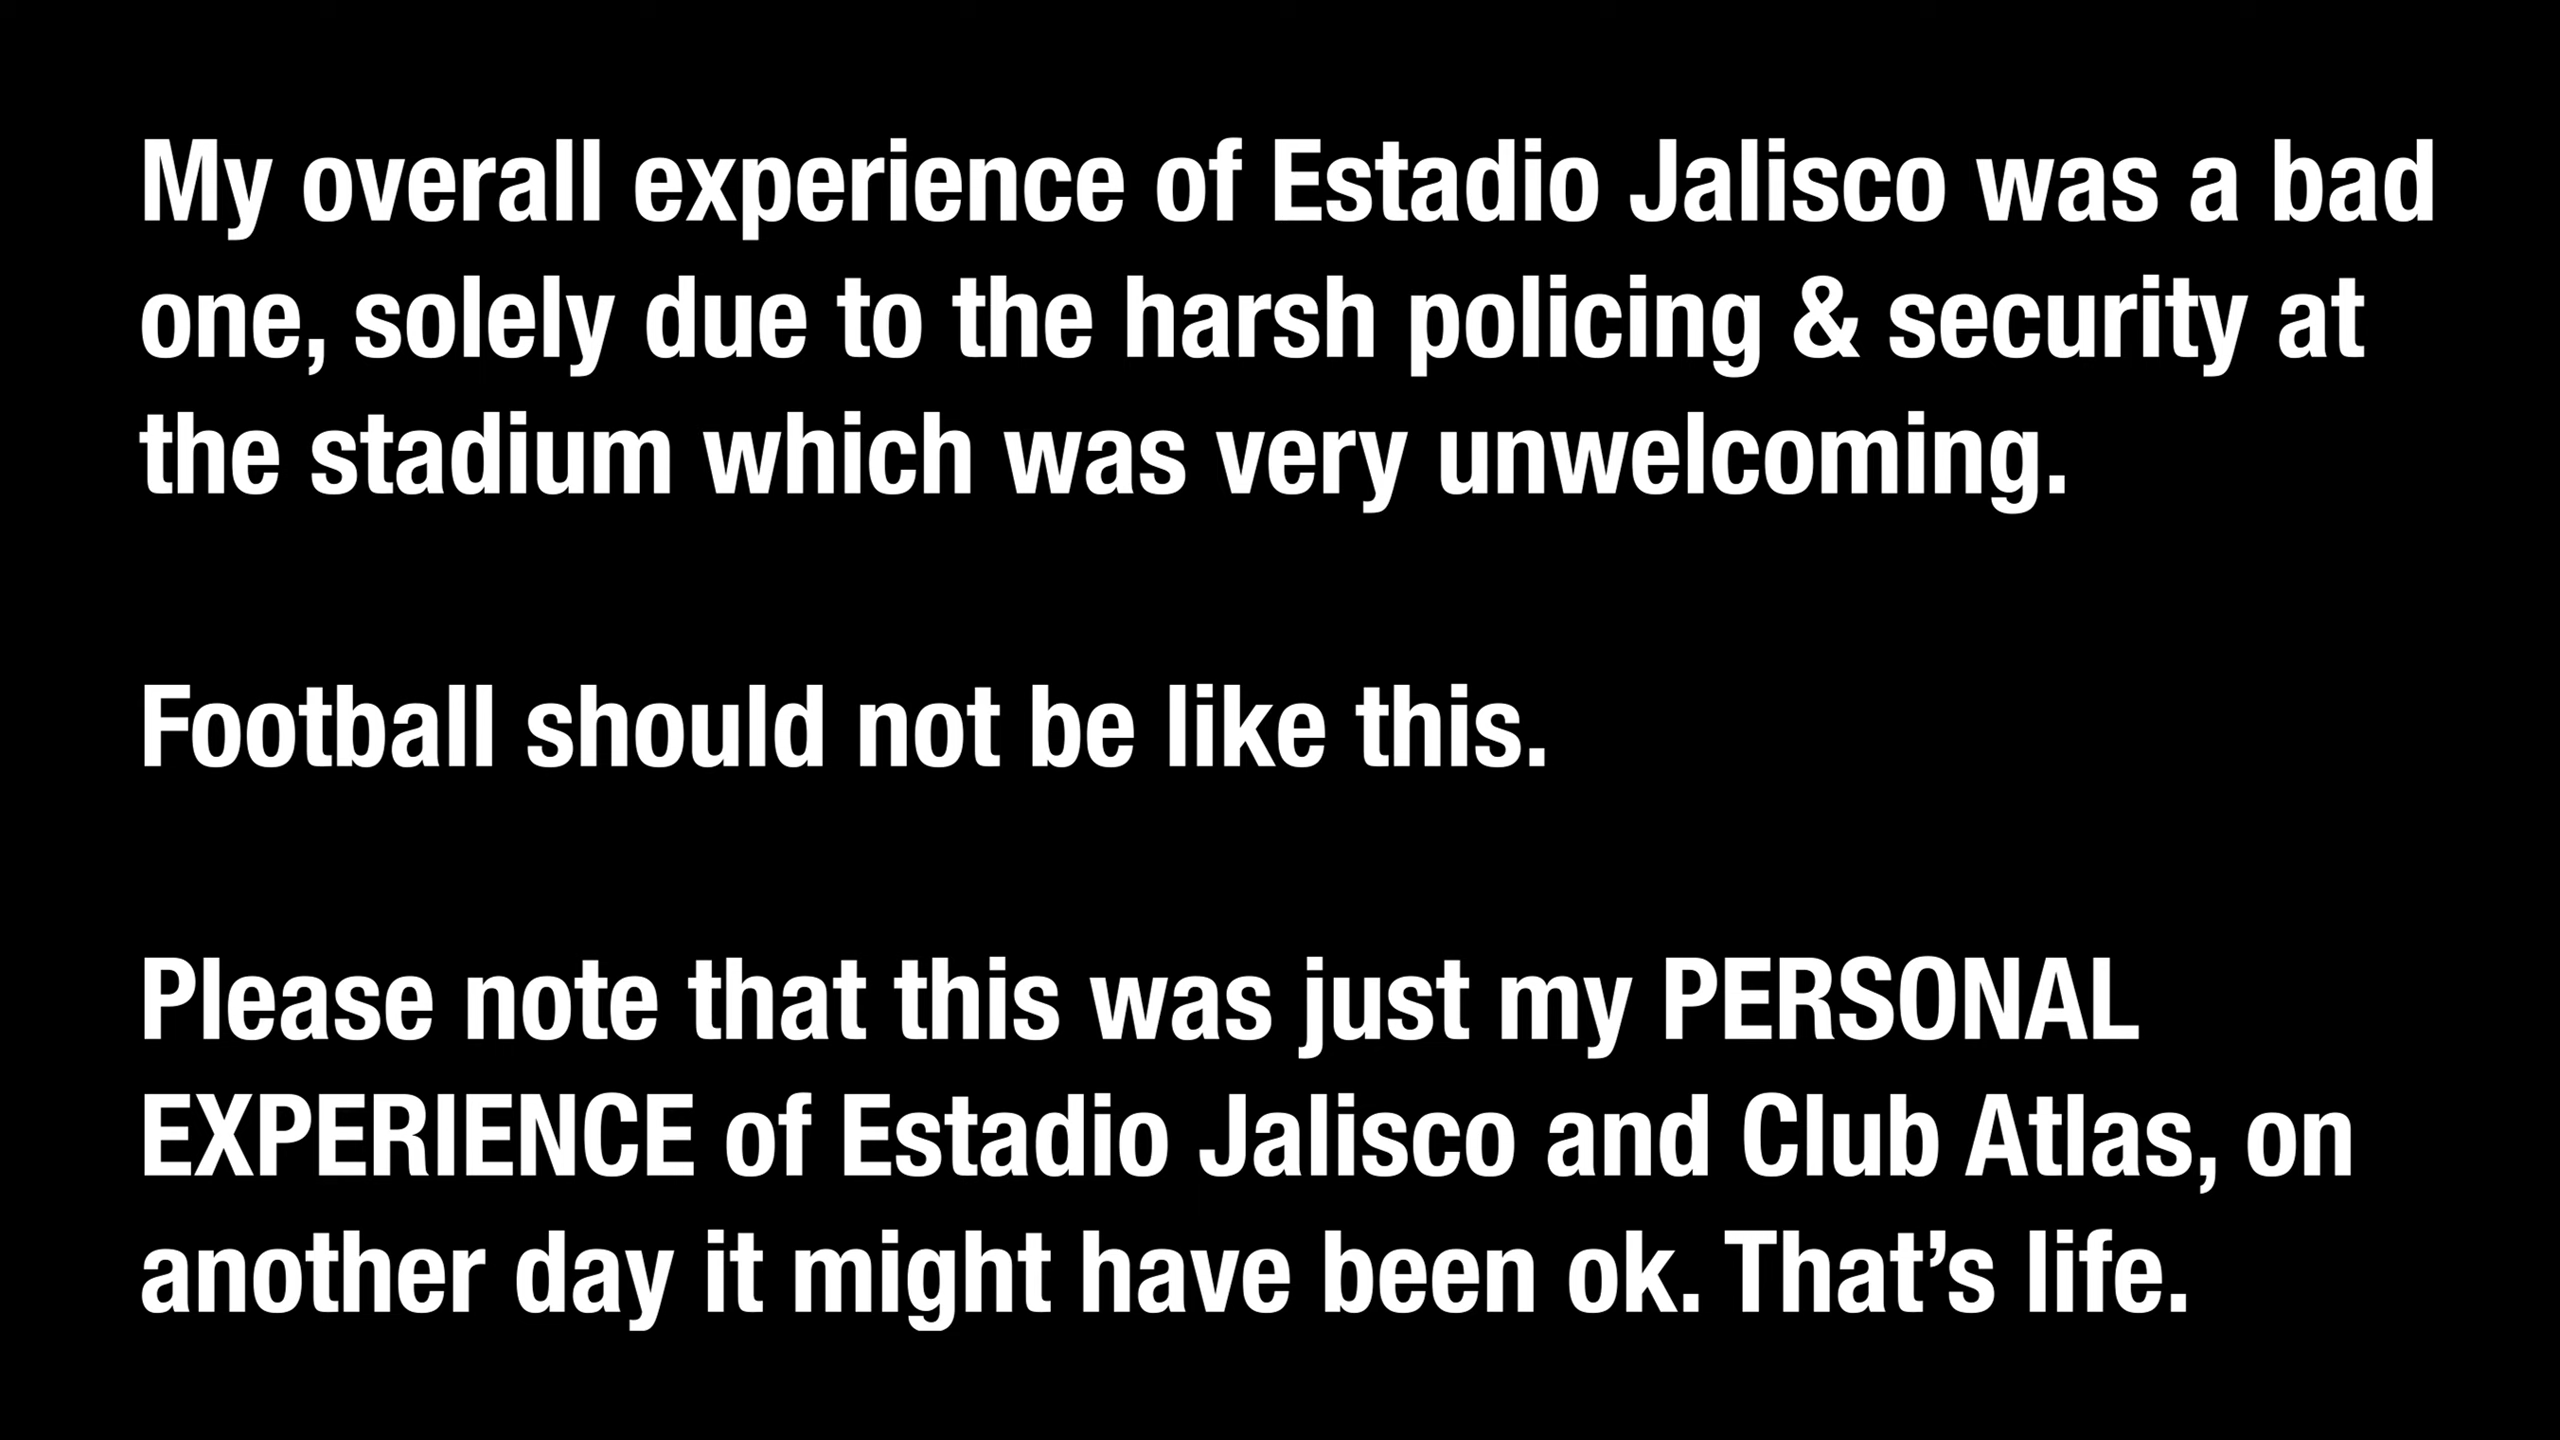 My overall experience of Estadio Jalisco was a bad
one, solely due to the harsh policing & security at
the stadium which was very unwelcoming.
Football should not be like this.
Please note that this was just my PERSONAL
EXPERIENCE of Estadio Jalisco and Club Atlas, on
another day it might have been ok. That’s life.